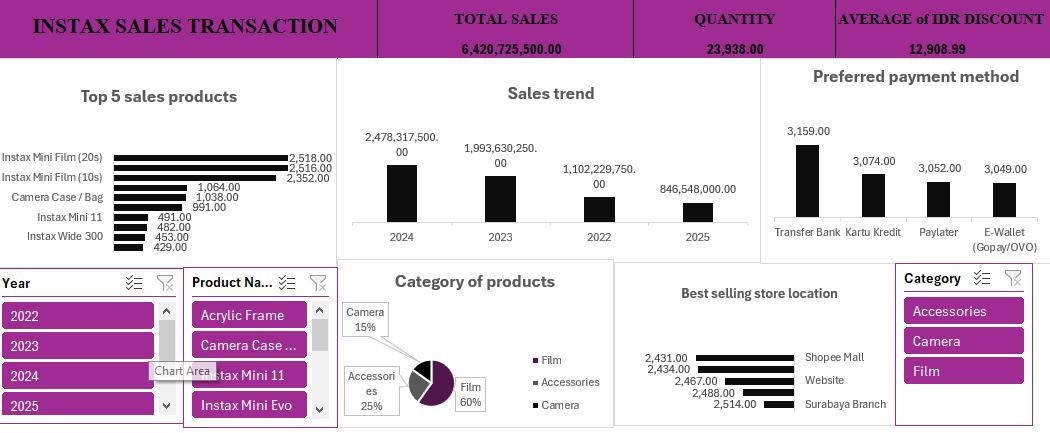 INSTAX SALES TRANSACTION
TOTAL SALES
6,420,725,500.00
QUANTITY
23,938.00
AVERAGE of IDR DISCOUNT
12,908.99
Top 5 sales products
Instax Mini Film (20s)
2,518.00
2,516.00
Instax Mini Film (10s)
2,352.00
1,064.00
Camera Case / Bag
1,038.00
991.00
Instax Mini 11
491.00
482.00
Instax Wide 300
453.00
429.00
Sales trend
2,478,317,500.
00
1,993,630,250.
00
1,102,229,750.
00
846,548,000.00
2024
2023
2022
2025
Preferred payment method
3,159.00
3,074.00
3,052.00
3,049.00
Transfer Bank
Kartu Kredit
Paylater
E-Wallet
(Gopay/OVO)
Year
2022
2023
2024
2025
Chart Area
Product Na...
Acrylic Frame
Camera Case ...
Instax Mini 11
Instax Mini Evo
Category of products
Camera
15%
Accessori
es
25%
Film
60%
Film
Accessories
Camera
Best selling store location
2,431.00
Shopee Mall
2,434.00
2,467.00
Website
2,488.00
2,514.00
Surabaya Branch
Category
Accessories
Camera
Film